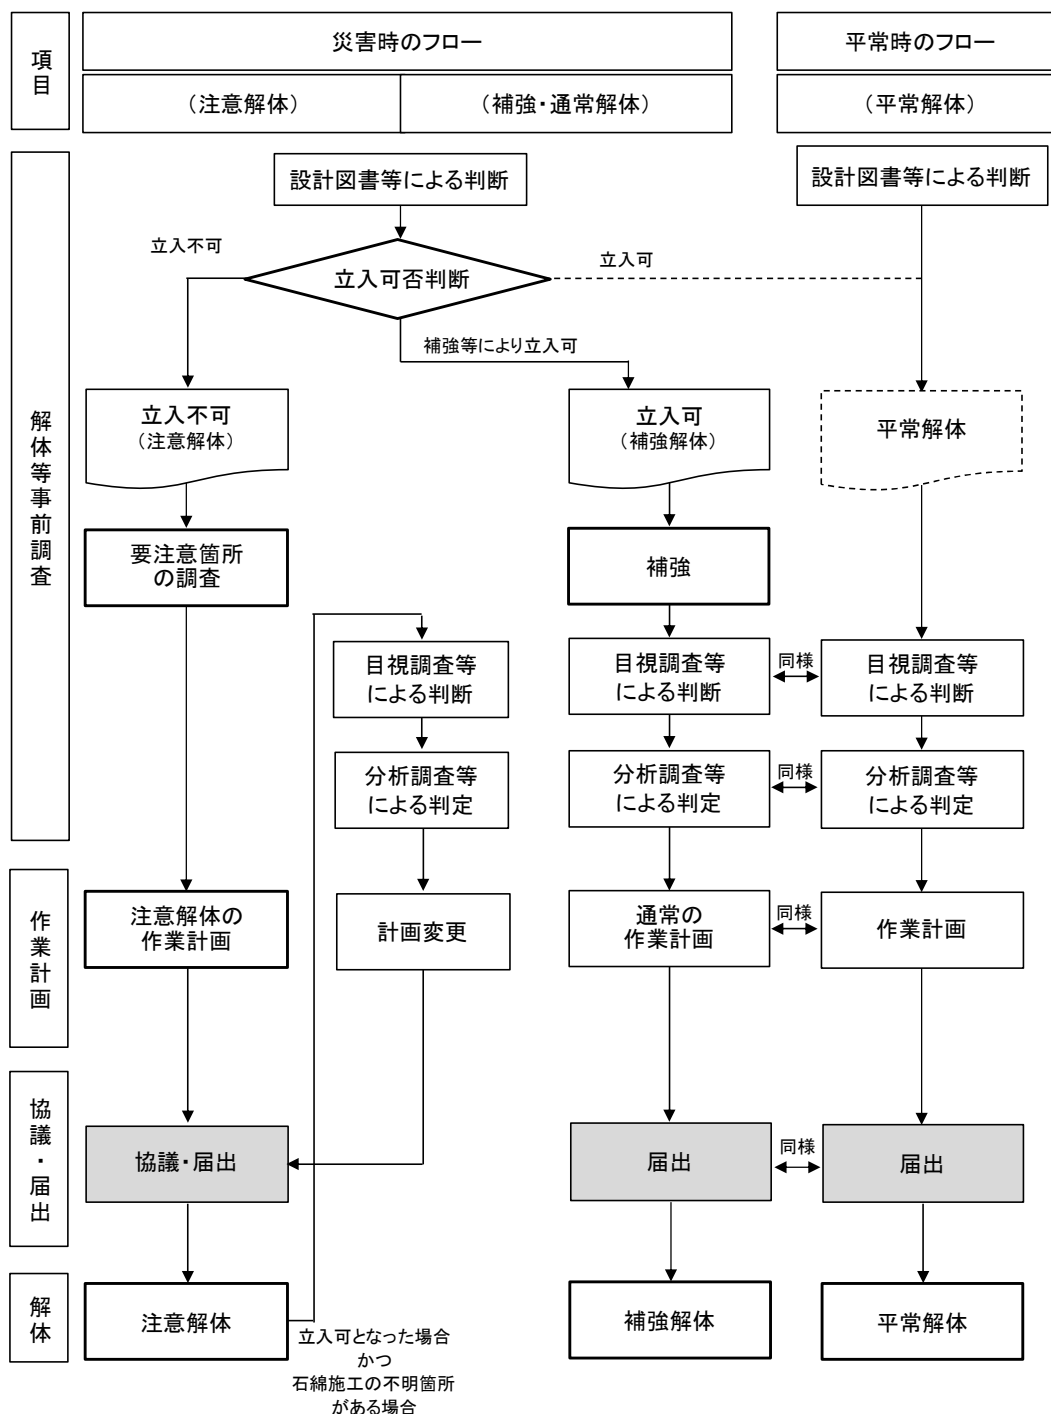 項目
災害時のフロー
平常時のフロー
（注意解体）
（補強・通常解体）
（平常解体）
解体等事前調査
設計図書等による判断
設計図書等による判断
立入不可
立入可否判断
立入可
補強等により立入可
立入不可
（注意解体）
立入可
（補強解体）
平常解体
要注意箇所
の調査
補強
目視調査等
による判断
目視調査等
による判断
同様
目視調査等
による判断
分析調査等
による判定
分析調査等
による判定
同様
分析調査等
による判定
作業計画
注意解体の
作業計画
計画変更
通常の
作業計画
同様
作業計画
協議・届出
協議・届出
届出
同様
届出
解体
注意解体
立入可となった場合
かつ
石綿施工の不明箇所
がある場合
補強解体
平常解体